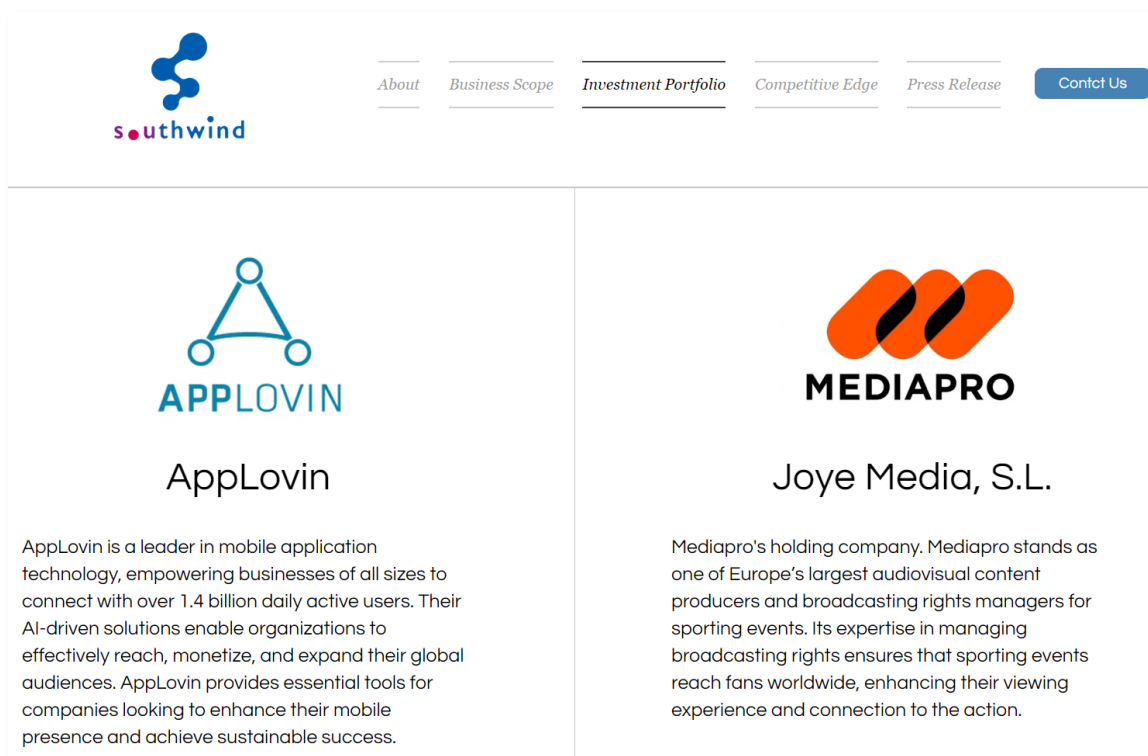 southwind
About
Business Scope
Investment Portfolio
Competitive Edge
Press Release
Contct Us
APPLOVIN
AppLovin
AppLovin is a leader in mobile application
technology, empowering businesses of all sizes to
connect with over 1.4 billion daily active users. Their
AI-driven solutions enable organizations to
effectively reach, monetize, and expand their global
audiences. AppLovin provides essential tools for
companies looking to enhance their mobile
presence and achieve sustainable success.
MEDIAPRO
Joye Media, S.L.
Mediapro's holding company. Mediapro stands as
one of Europe’s largest audiovisual content
producers and broadcasting rights managers for
sporting events. Its expertise in managing
broadcasting rights ensures that sporting events
reach fans worldwide, enhancing their viewing
experience and connection to the action.